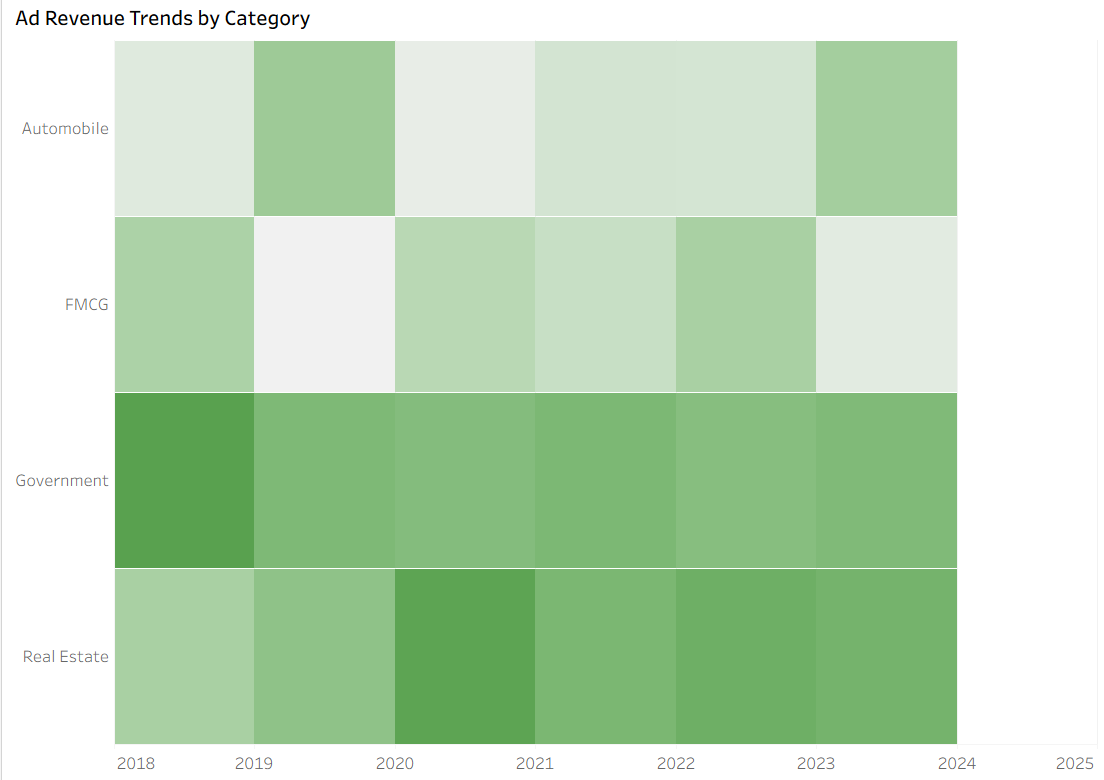 Ad Revenue Trends by Category
Automobile
FMCG
Government
Real Estate
2018 2019 2020 2021 2022 2023 2024 2025